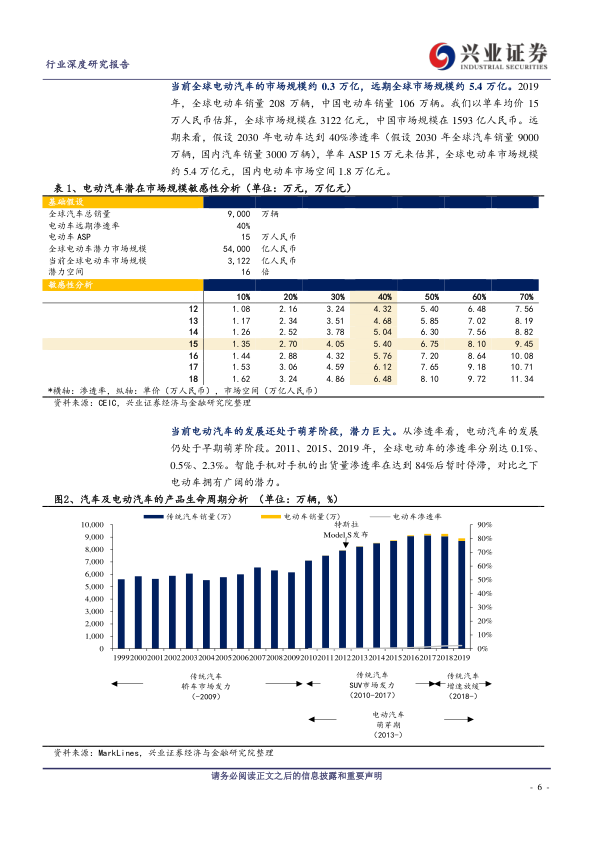 行业深度研究报告
兴业证券
INDUSTRIAL SECURITIES
当前全球电动汽车的市场规模约 0.3 万亿，远期全球市场规模约 5.4 万亿。2019
年，全球电动车销量 208 万辆，中国电动车销量 106 万辆。我们以单车均价 15
万人民币估算，全球市场规模在 3122 亿元，中国市场规模在 1593 亿人民币。远
期来看，假设 2030 年电动车达到 40%渗透率（假设 2030 年全球汽车销量 9000
万辆，国内汽车销量 3000 万辆），单车 ASP 15 万元来估算，全球电动车市场规模
约 5.4 万亿元，国内电动车市场空间 1.8 万亿元。
表 1、电动汽车潜在市场规模敏感性分析（单位：万元，万亿元）
基础假设
全球汽车总销量 9,000 万辆
电动车远期渗透率 40%
电动车 ASP 15 万人民币
全球电动车潜力市场规模 54,000 亿人民币
当前全球电动车市场规模 3,122 亿人民币
潜力空间 16 倍
敏感性分析
10% 20% 30% 40% 50% 60% 70%
12 1.08 2.16 3.24 4.32 5.40 6.48 7.56
13 1.17 2.34 3.51 4.68 5.85 7.02 8.19
14 1.26 2.52 3.78 5.04 6.30 7.56 8.82
15 1.35 2.70 4.05 5.40 6.75 8.10 9.45
16 1.44 2.88 4.32 5.76 7.20 8.64 10.08
17 1.53 3.06 4.59 6.12 7.65 9.18 10.71
18 1.62 3.24 4.86 6.48 8.10 9.72 11.34
*横轴：渗透率，纵轴：单价（万人民币），市场空间（万亿人民币）
资料来源：CEIC，兴业证券经济与金融研究院整理
当前电动汽车的发展还处于萌芽阶段，潜力巨大。从渗透率看，电动汽车的发展
仍处于早期萌芽阶段。2011、2015、2019 年，全球电动车的渗透率分别达 0.1%、
0.5%、2.3%。智能手机对手机的出货量渗透率在达到 84%后暂时停滞，对比之下
电动车拥有广阔的潜力。
图2、汽车及电动汽车的产品生命周期分析 （单位：万辆，%）
传统汽车销量(万) 电动车销量(万) 电动车渗透率
特斯拉
Model S发布
10,000 90%
9,000 80%
8,000 70%
7,000 60%
6,000 50%
5,000 40%
4,000 30%
3,000 20%
2,000 10%
1,000 0%
0
1999 2000 2001 2002 2003 2004 2005 2006 2007 2008 2009 2010 2011 2012 2013 2014 2015 2016 2017 2018 2019
传统汽车 传统汽车 传统汽车
轿车市场发力 SUV市场发力 增速放缓
(-2009) (2010-2017) (2018-)
电动汽车
萌芽期
(2013-)
资料来源：MarkLines，兴业证券经济与金融研究院整理
请务必阅读正文之后的信息披露和重要声明
- 6 -